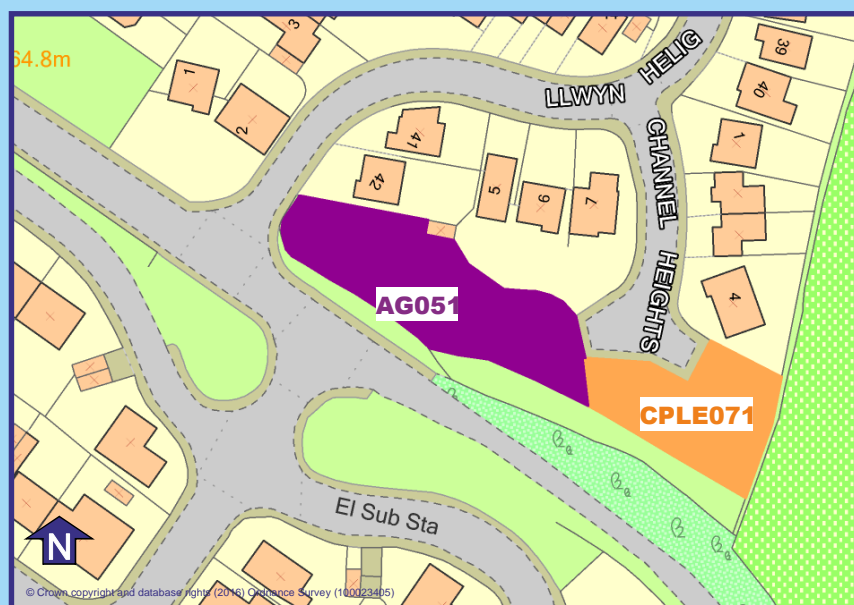 64.8m
3
39
1
2
LLWYN HELIG
40
41
CHANNEL HEIGHTS
1
42
5
6
7
4
AG051
CPLE071
El Sub Sta
N
© Crown copyright and database rights (2016) Ordnance Survey (100023405)